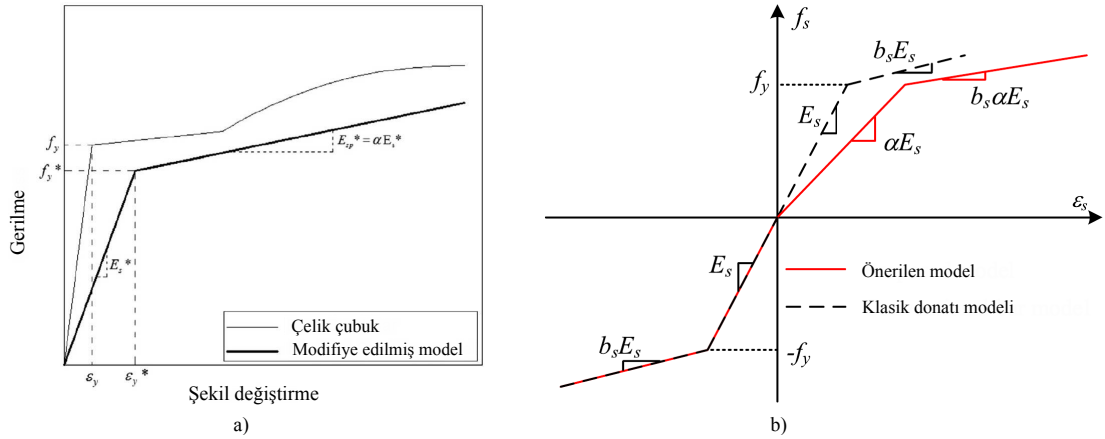 f_y
f_y*
Gerilme
E_s*
E_sp* = αE_s*
Çelik çubuk
Modifiye edilmiş model
ε_y
ε_y*
Şekil değiştirme
a)
f_s
b_sE_s
f_y
E_s
b_sαE_s
αE_s
ε_s
E_s
Önerilen model
Klasik donatı modeli
b_sE_s
-f_y
b)